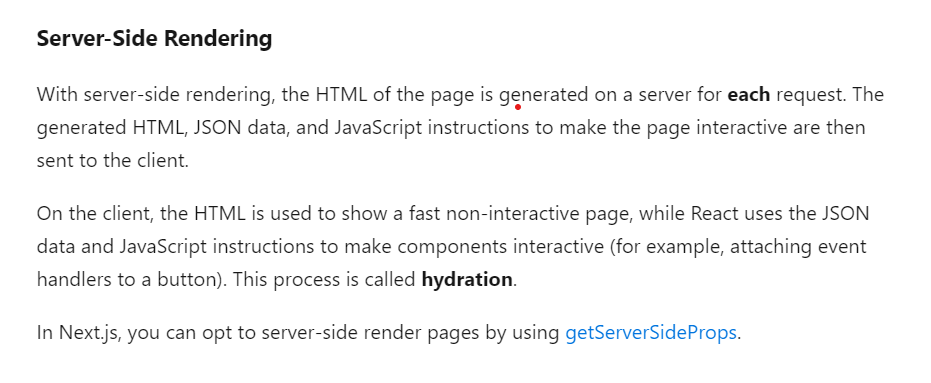 Server-Side Rendering
With server-side rendering, the HTML of the page is generated on a server for each request. The
generated HTML, JSON data, and JavaScript instructions to make the page interactive are then
sent to the client.
On the client, the HTML is used to show a fast non-interactive page, while React uses the JSON
data and JavaScript instructions to make components interactive (for example, attaching event
handlers to a button). This process is called hydration.
In Next.js, you can opt to server-side render pages by using getServerSideProps.